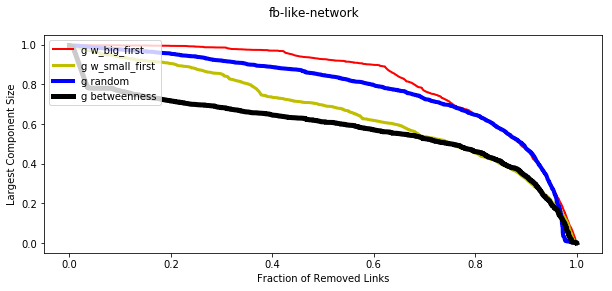 fb-like-network
g w_big_first
g w_small_first
g random
g betweenness
Largest Component Size
1.0
0.8
0.6
0.4
0.2
0.0
0.0 0.2 0.4 0.6 0.8 1.0
Fraction of Removed Links